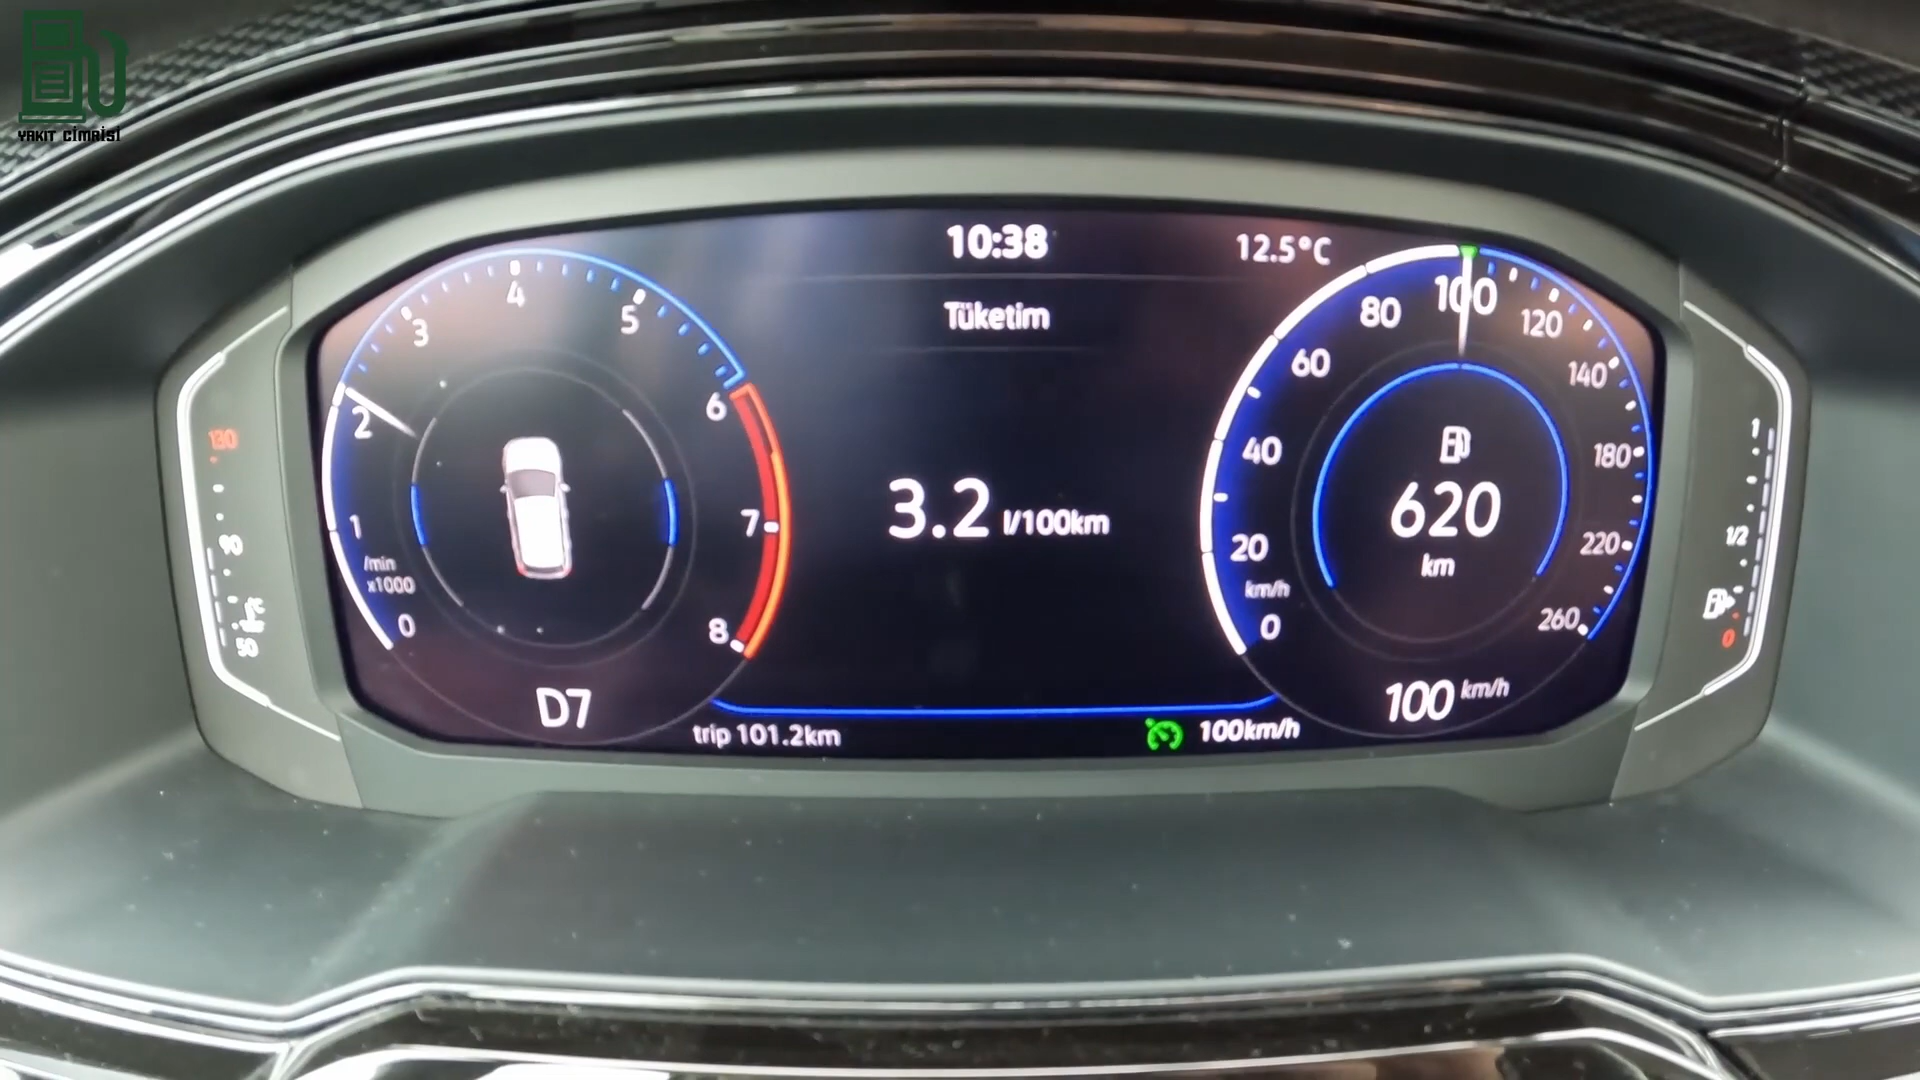 YAKIT CİMRİSİ
10:38
12.5°C
Tüketim
3.2 l/100km
0
1
2
3
4
5
6
7
8
/min
x1000
D7
trip 101.2km
100km/h
0
20
40
60
80
100
120
140
180
220
260
km/h
620
km
100 km/h
130
90
50
°C
1
1/2
0